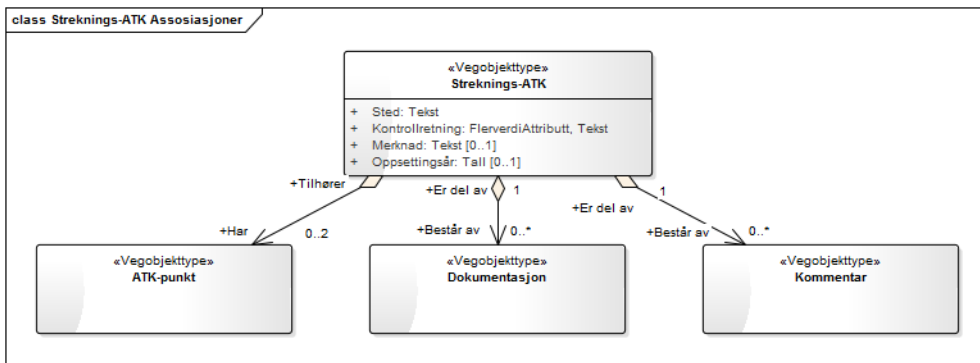 class Streknings-ATK Assosiasjoner
«Vegobjekttype»
Streknings-ATK
+ Sted: Tekst
+ Kontrollretning: FlerverdiAttributt, Tekst
+ Merknad: Tekst [0..1]
+ Oppsettingsår: Tall [0..1]
+Tilhører
+Er del av 1
+Er del av 1
+Har 0..2
+Består av 0..*
+Består av 0..*
«Vegobjekttype»
ATK-punkt
«Vegobjekttype»
Dokumentasjon
«Vegobjekttype»
Kommentar